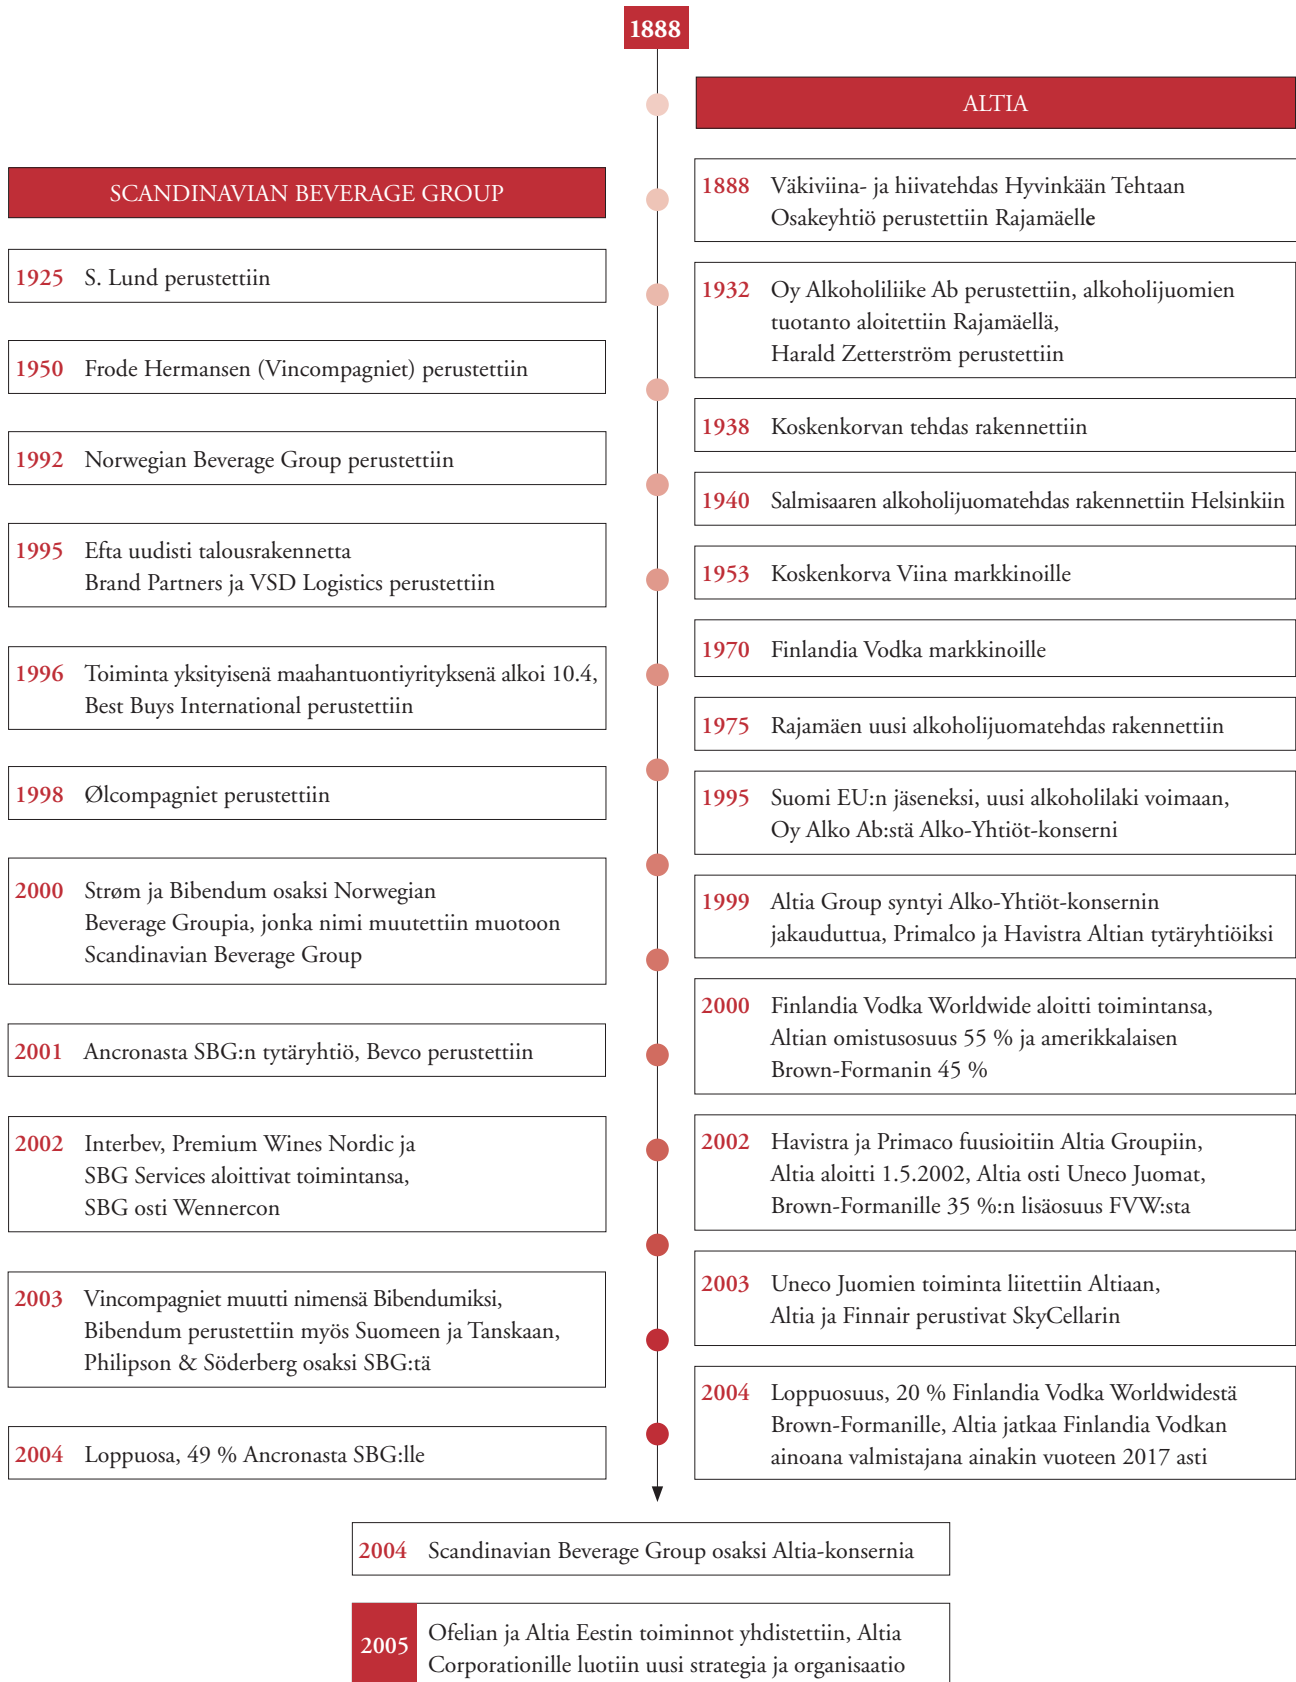 1888
SCANDINAVIAN BEVERAGE GROUP
1925 S. Lund perustettiin
1950 Frode Hermansen (Vincompagniet) perustettiin
1992 Norwegian Beverage Group perustettiin
1995 Efta uudisti talousrakennetta
Brand Partners ja VSD Logistics perustettiin
1996 Toiminta yksityisenä maahantuontiyrityksenä alkoi 10.4,
Best Buys International perustettiin
1998 Ølcompagniet perustettiin
2000 Strøm ja Bibendum osaksi Norwegian
Beverage Groupia, jonka nimi muutettiin muotoon
Scandinavian Beverage Group
2001 Ancronasta SBG:n tytäryhtiö, Bevco perustettiin
2002 Interbev, Premium Wines Nordic ja
SBG Services aloittivat toimintansa,
SBG osti Wennercon
2003 Vincompagniet muutti nimensä Bibendumiksi,
Bibendum perustettiin myös Suomeen ja Tanskaan,
Philipson & Söderberg osaksi SBG:tä
2004 Loppuosa, 49 % Ancronasta SBG:lle
ALTIA
1888 Väkiviina- ja hiivatehdas Hyvinkään Tehtaan
Osakeyhtiö perustettiin Rajamäelle
1932 Oy Alkoholiliike Ab perustettiin, alkoholijuomien
tuotanto aloitettiin Rajamäellä,
Harald Zetterström perustettiin
1938 Koskenkorvan tehdas rakennettiin
1940 Salmisaaren alkoholijuomatehdas rakennettiin Helsinkiin
1953 Koskenkorva Viina markkinoille
1970 Finlandia Vodka markkinoille
1975 Rajamäen uusi alkoholijuomatehdas rakennettiin
1995 Suomi EU:n jäseneksi, uusi alkoholilaki voimaan,
Oy Alko Ab:stä Alko-Yhtiöt-konserni
1999 Altia Group syntyi Alko-Yhtiöt-konsernin
jakauduttua, Primalco ja Havistra Altian tytäryhtiöiksi
2000 Finlandia Vodka Worldwide aloitti toimintansa,
Altian omistusosuus 55 % ja amerikkalaisen
Brown-Formanin 45 %
2002 Havistra ja Primaco fuusioitiin Altia Groupiin,
Altia aloitti 1.5.2002, Altia osti Uneco Juomat,
Brown-Formanille 35 %:n lisäosuus FVW:sta
2003 Uneco Juomien toiminta liitettiin Altiaan,
Altia ja Finnair perustivat SkyCellarin
2004 Loppuosuus, 20 % Finlandia Vodka Worldwidestä
Brown-Formanille, Altia jatkaa Finlandia Vodkan
ainoana valmistajana ainakin vuoteen 2017 asti
2004 Scandinavian Beverage Group osaksi Altia-konsernia
2005 Ofelian ja Altia Eestin toiminnot yhdistettiin, Altia
Corporationille luotiin uusi strategia ja organisaatio